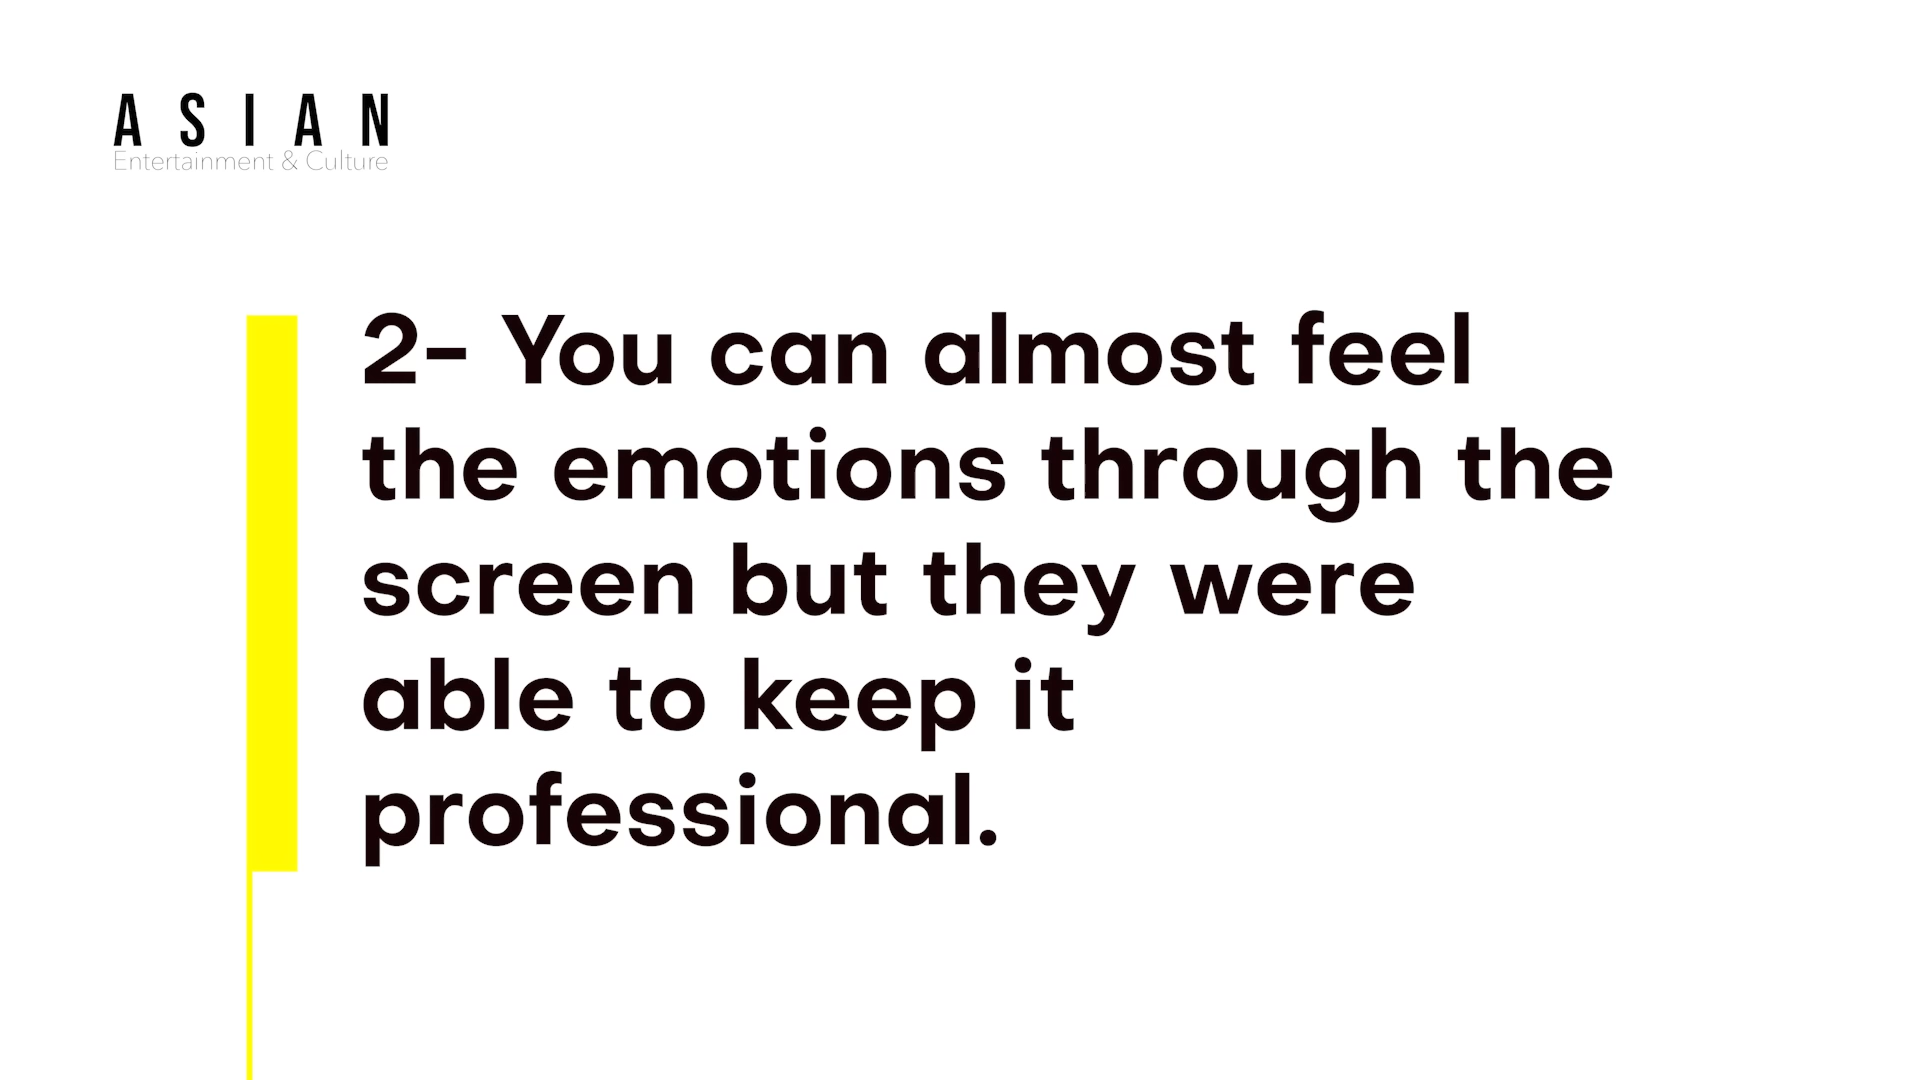 ASIAN
Entertainment & Culture
2- You can almost feel
the emotions through the
screen but they were
able to keep it
professional.